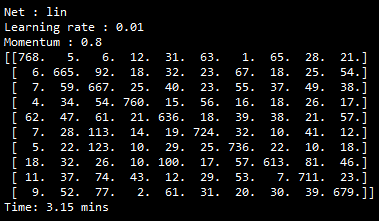 Net : lin
Learning rate : 0.01
Momentum : 0.8
[[768. 5. 6. 12. 31. 63. 1. 65. 28. 21.]
[ 6. 665. 92. 18. 32. 23. 67. 18. 25. 54.]
[ 7. 59. 667. 25. 40. 23. 55. 37. 49. 38.]
[ 4. 34. 54. 760. 15. 56. 16. 18. 26. 17.]
[ 62. 47. 61. 21. 636. 18. 39. 38. 21. 57.]
[ 7. 28. 113. 14. 19. 724. 32. 10. 41. 12.]
[ 5. 22. 123. 10. 29. 25. 736. 22. 10. 18.]
[ 18. 32. 26. 10. 100. 17. 57. 613. 81. 46.]
[ 11. 37. 74. 43. 12. 29. 53. 7. 711. 23.]
[ 9. 52. 77. 2. 61. 31. 20. 30. 39. 679.]]
Time: 3.15 mins